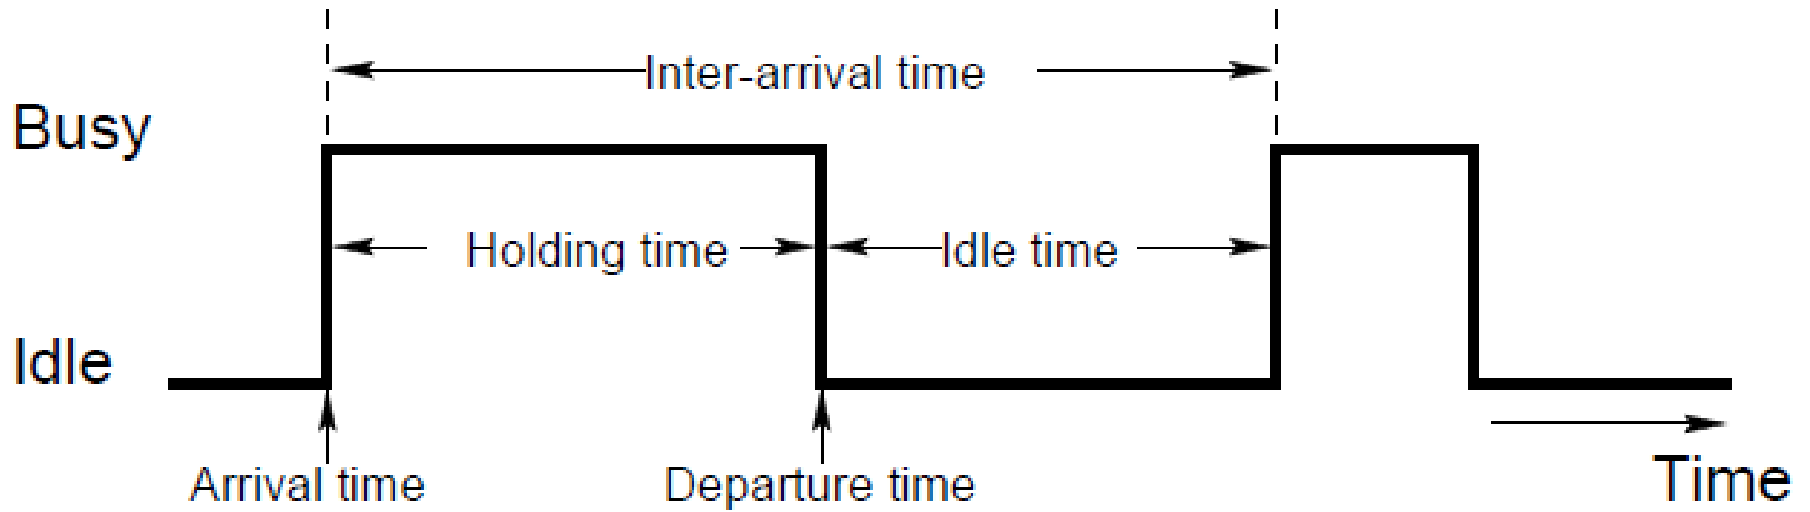 Inter-arrival time
Busy
Holding time
Idle time
Idle
Arrival time
Departure time
Time